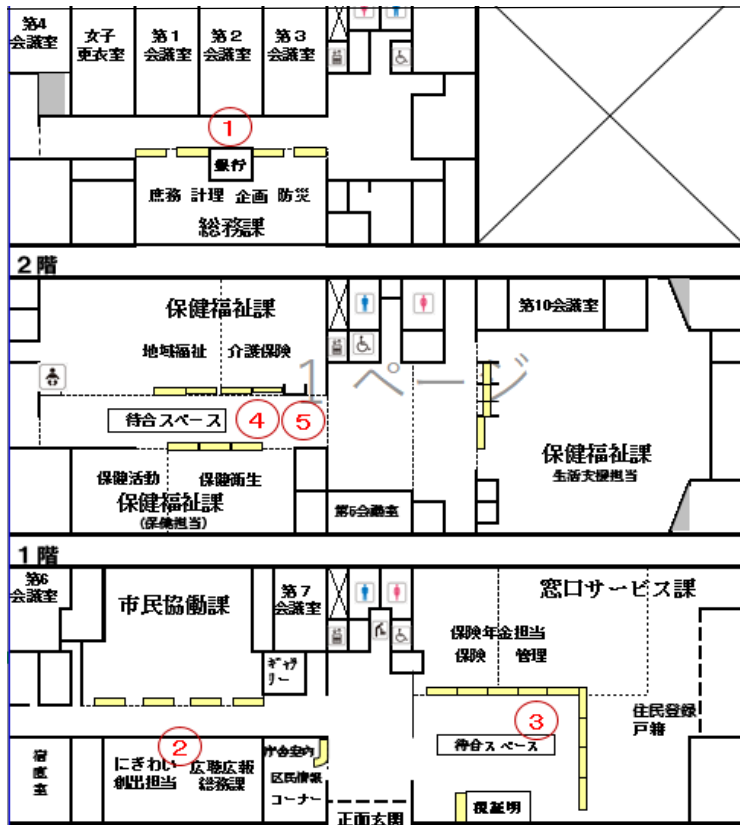 第4
会議室
女子
更衣室
第1
会議室
第2
会議室
第3
会議室
①
銀行
庶務 計理 企画 防災
総務課
2階
保健福祉課
第10会議室
地域福祉 介護保険
1 ページ
待合スペース
④ ⑤
保健活動 保健衛生
保健福祉課
(保健担当)
第5会議室
保健福祉課
生活支援担当
1階
第6
会議室
市民協働課
第7
会議室
窓口サービス課
保険年金担当
保険 管理
ギャラリー
③
住民登録
戸籍
②
待合スペース
宿直室
にぎわい
創出担当
広聴広報
総務課
庁舎案内
区民情報
コーナー
税証明
正面玄関